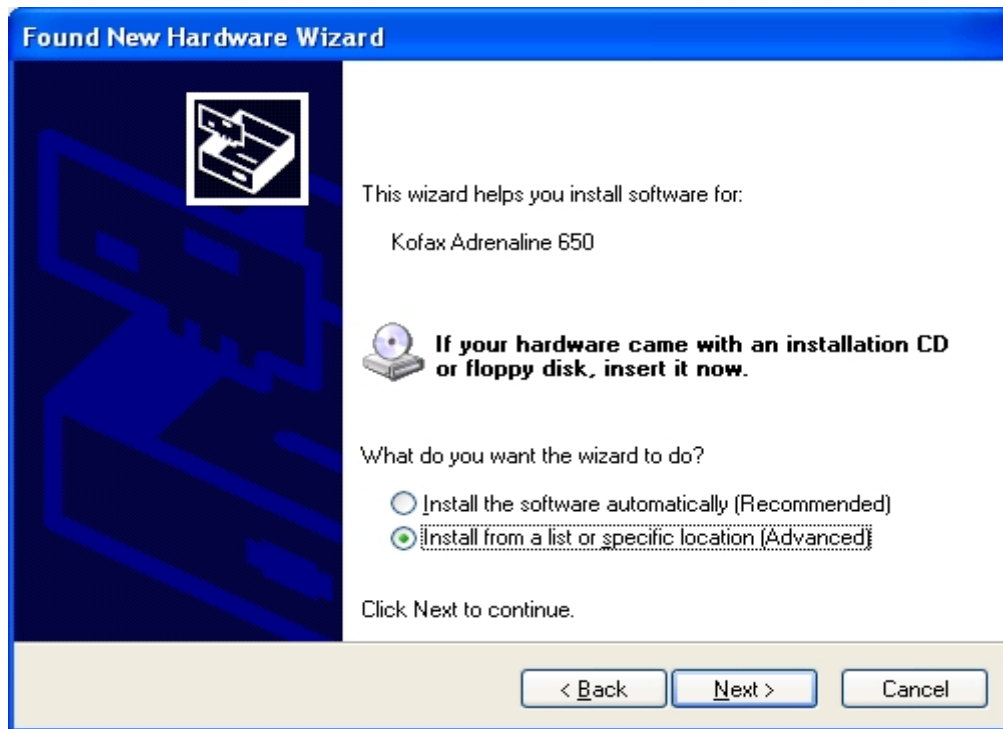 Found New Hardware Wizard
This wizard helps you install software for:
Kofax Adrenaline 650
If your hardware came with an installation CD
or floppy disk, insert it now.
What do you want the wizard to do?
Install the software automatically (Recommended)
Install from a list or specific location (Advanced)
Click Next to continue.
< Back
Next >
Cancel